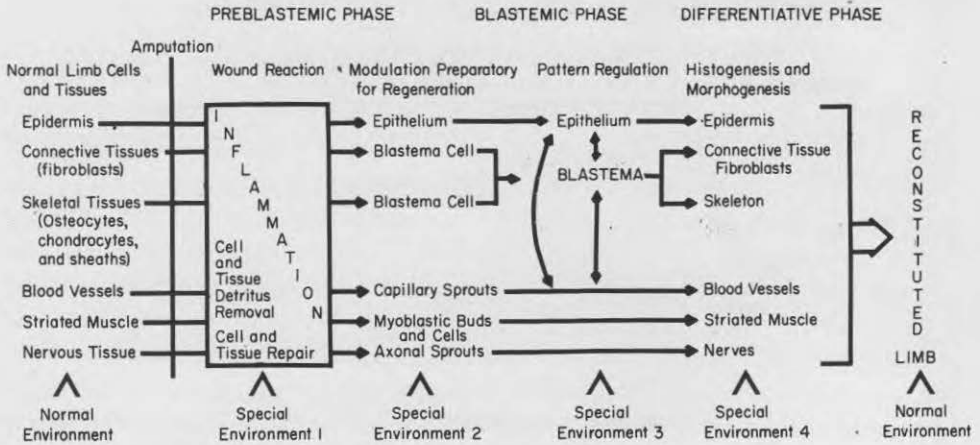 PREBLASTEMIC PHASE
BLASTEMIC PHASE
DIFFERENTIATIVE PHASE
Amputation
Normal Limb Cells
and Tissues
Wound Reaction
Modulation Preparatory
for Regeneration
Pattern Regulation
Histogenesis and
Morphogenesis
Epidermis
Connective Tissues
(fibroblasts)
Skeletal Tissues
(Osteocytes,
chondrocytes,
and sheaths)
Blood Vessels
Striated Muscle
Nervous Tissue
INFLAMMATION
Cell
and
Tissue
Detritus
Removal
Cell and
Tissue Repair
Epithelium
Blastema Cell
Blastema Cell
Capillary Sprouts
Myoblastic Buds
and Cells
Axonal Sprouts
Epithelium
BLASTEMA
Epidermis
Connective Tissue
Fibroblasts
Skeleton
Blood Vessels
Striated Muscle
Nerves
RECONSTITUTED
LIMB
Normal
Environment
Special
Environment 1
Special
Environment 2
Special
Environment 3
Special
Environment 4
Normal
Environment